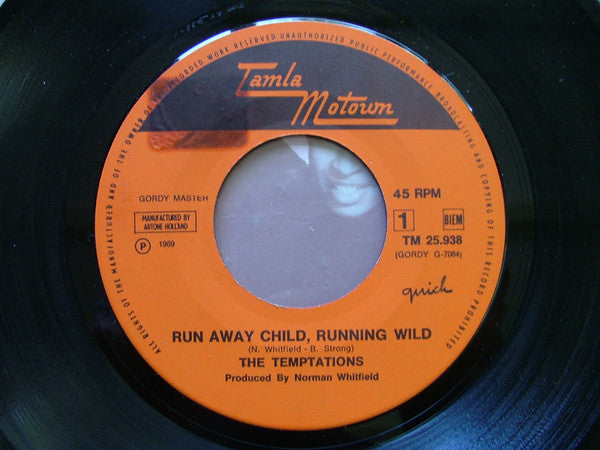 ALL RIGHTS OF THE MANUFACTURER AND OF THE OWNER OF THE RECORDED WORK RESERVED UNAUTHORIZED PUBLIC PERFORMANCE BROADCASTING AND COPYING OF THIS RECORD PROHIBITED
Tamla
Motown
GORDY MASTER
45 RPM
MANUFACTURED BY
ARTONE HOLLAND
1
BIEM
P 1969
TM 25.938
(GORDY G-7064)
quick
RUN AWAY CHILD, RUNNING WILD
(N. Whitfield - B. Strong)
THE TEMPTATIONS
Produced By Norman Whitfield